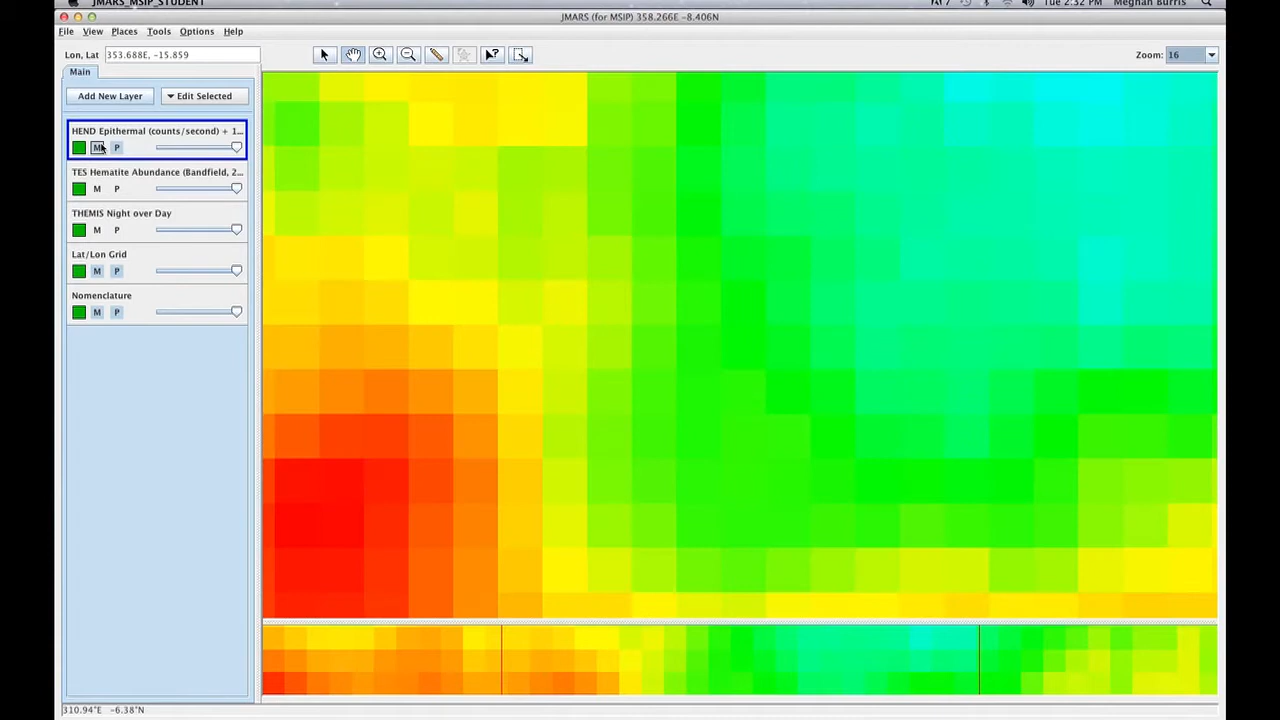 JMARS_MSIP_STUDENT
7
Tue 2:32 PM Meghan Burris
JMARS (for MSIP) 358.266E -8.406N
File View Places Tools Options Help
Lon, Lat 353.688E, -15.859
Zoom: 16
Main
Add New Layer
Edit Selected
HEND Epithermal (counts/second) + 1...
M P
TES Hematite Abundance (Bandfield, 2...
M P
THEMIS Night over Day
M P
Lat/Lon Grid
M P
Nomenclature
M P
310.94°E -6.38°N